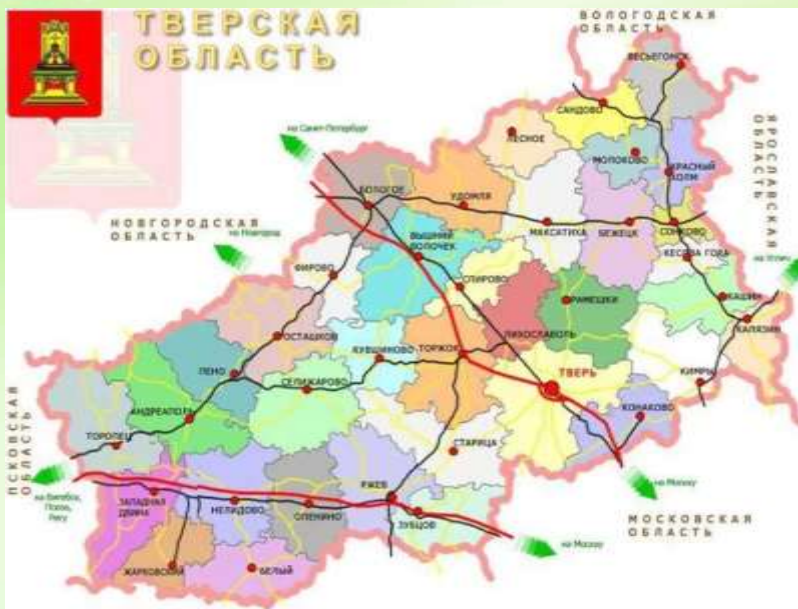 ТВЕРСКАЯ
ОБЛАСТЬ
ВОЛОГОДСКАЯ
ОБЛАСТЬ
ВЕСЬЕГОНСК
САНДОВО
на Санкт-Петербург
ЛЕСНОЕ
ЯРОСЛАВСКАЯ
ОБЛАСТЬ
МОЛОКОВО
КРАСНЫЙ
ХОЛМ
БОЛОГОЕ
УДОМЛЯ
НОВГОРОДСКАЯ
ОБЛАСТЬ
на Новгород
ВЫШНИЙ
ВОЛОЧЕК
МАКСАТИХА
БЕЖЕЦК
СОНКОВО
КЕСОВА ГОРА
на Углич
ФИРОВО
СПИРОВО
РАМЕШКИ
КАШИН
КАЛЯЗИН
ОСТАШКОВ
ЛИХОСЛАВЛЬ
КУВШИНОВО
ТОРЖОК
ПЕНО
СЕЛИЖАРОВО
ТВЕРЬ
КИМРЫ
ПСКОВСКАЯ
ОБЛАСТЬ
АНДРЕАПОЛЬ
КОНАКОВО
ТОРОПЕЦ
СТАРИЦА
на Москву
РЖЕВ
ЗАПАДНАЯ
ДВИНА
НЕЛИДОВО
ОЛЕНИНО
ЗУБЦОВ
МОСКОВСКАЯ
ОБЛАСТЬ
на Москву
ЖАРКОВСКИЙ
БЕЛЫЙ